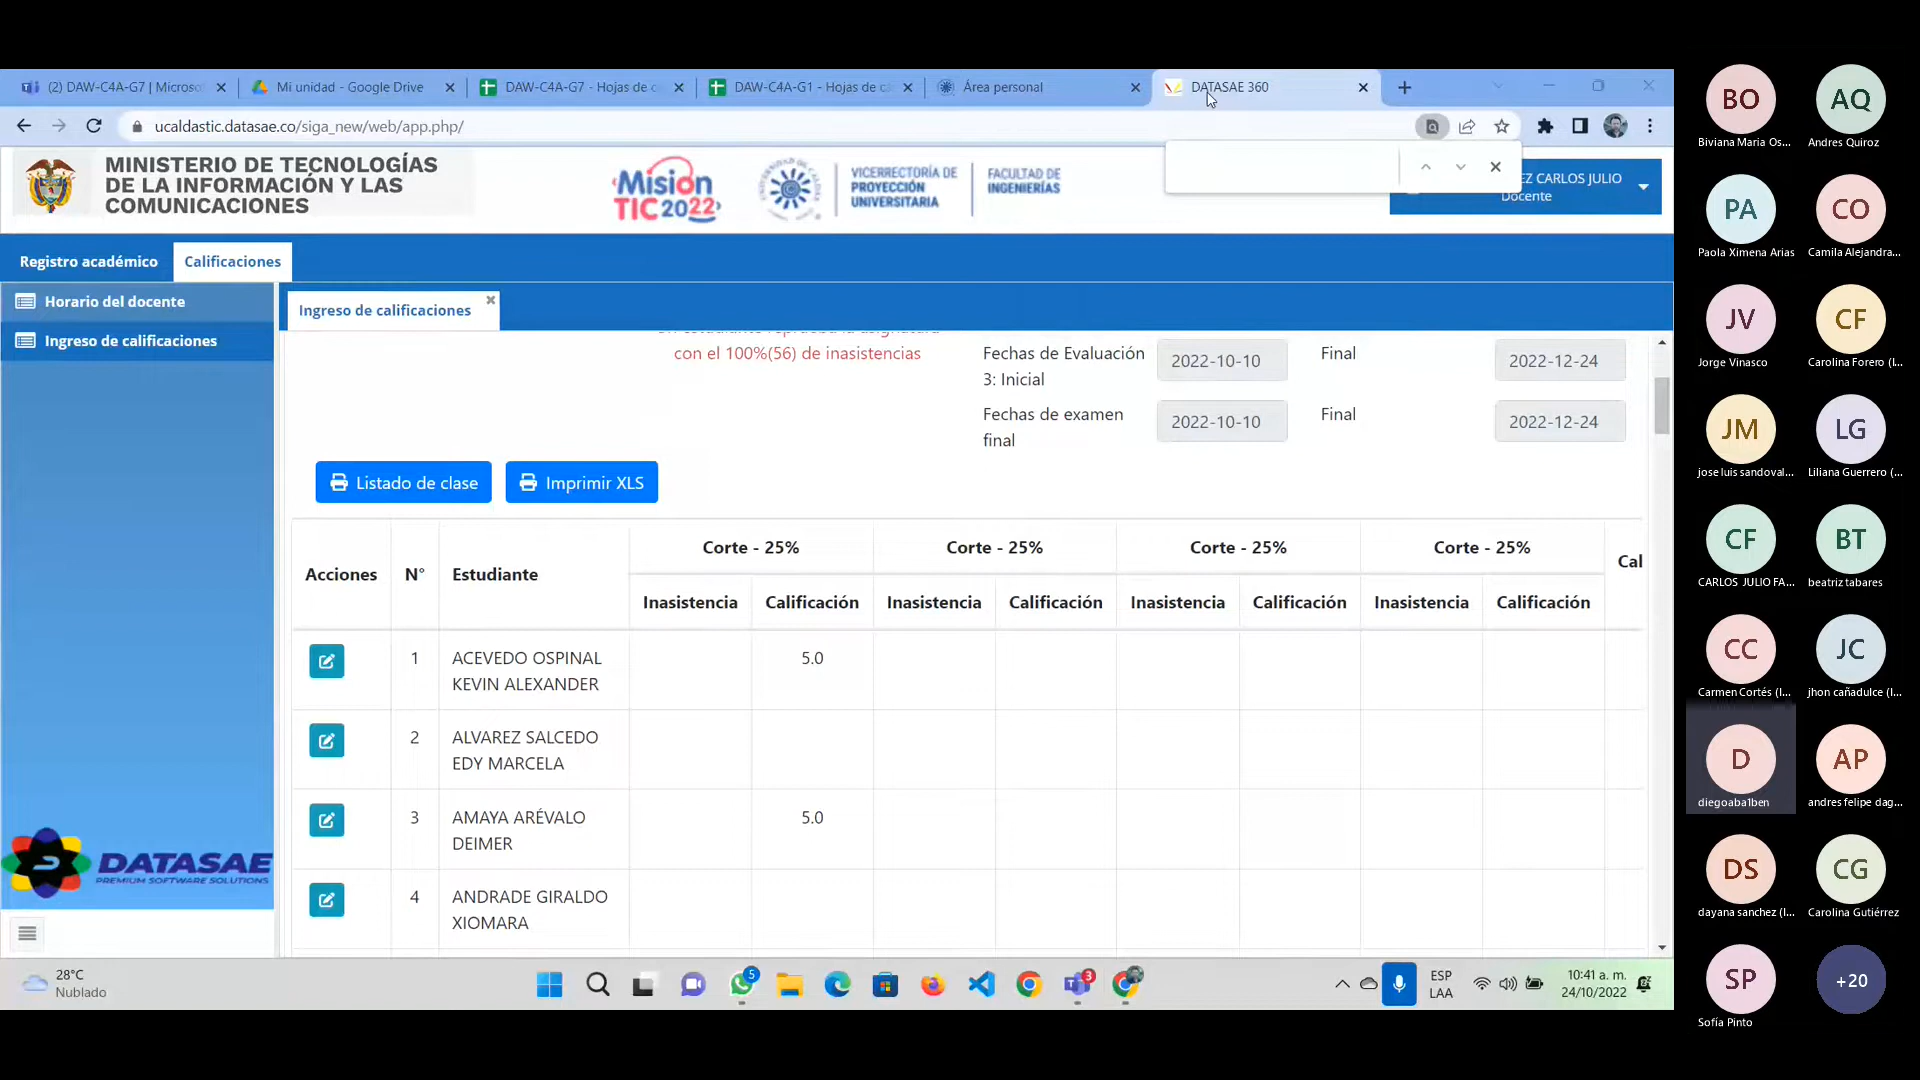 (2) DAW-C4A-G7 | Microso
Mi unidad - Google Drive
DAW-C4A-G7 - Hojas de c
DAW-C4A-G1 - Hojas de cá
Área personal
DATASAE 360
ucaldastic.datasae.co/siga_new/web/app.php/
MINISTERIO DE TECNOLOGÍAS
DE LA INFORMACIÓN Y LAS
COMUNICACIONES
Misión
TIC2022
VICERRECTORÍA DE
PROYECCIÓN
UNIVERSITARIA
FACULTAD DE
INGENIERÍAS
EZ CARLOS JULIO
Docente
Registro académico
Calificaciones
Horario del docente
Ingreso de calificaciones
Ingreso de calificaciones
un estudiante reprueba la asignatura
con el 100%(56) de inasistencias
Fechas de Evaluación
3: Inicial
2022-10-10
Final
2022-12-24
Fechas de examen
final
2022-10-10
Final
2022-12-24
Listado de clase
Imprimir XLS
Acciones
N°
Estudiante
Corte - 25%
Corte - 25%
Corte - 25%
Corte - 25%
Cal
Inasistencia
Calificación
Inasistencia
Calificación
Inasistencia
Calificación
Inasistencia
Calificación
1
ACEVEDO OSPINAL
KEVIN ALEXANDER
5.0
2
ALVAREZ SALCEDO
EDY MARCELA
3
AMAYA ARÉVALO
DEIMER
5.0
4
ANDRADE GIRALDO
XIOMARA
DATASAE
PREMIUM SOFTWARE SOLUTIONS
28°C
Nublado
5
3
ESP
LAA
10:41 a. m.
24/10/2022
BO
Biviana Maria Os...
AQ
Andres Quiroz
PA
Paola Ximena Arias
CO
Camila Alejandra...
JV
Jorge Vinasco
CF
Carolina Forero (I...
JM
jose luis sandoval...
LG
Liliana Guerrero (...
CF
CARLOS JULIO FA...
BT
beatriz tabares
CC
Carmen Cortés (I...
JC
jhon cañadulce (I...
D
diegoaba1ben
AP
andres felipe dag...
DS
dayana sanchez (I...
CG
Carolina Gutiérrez
SP
Sofía Pinto
+20